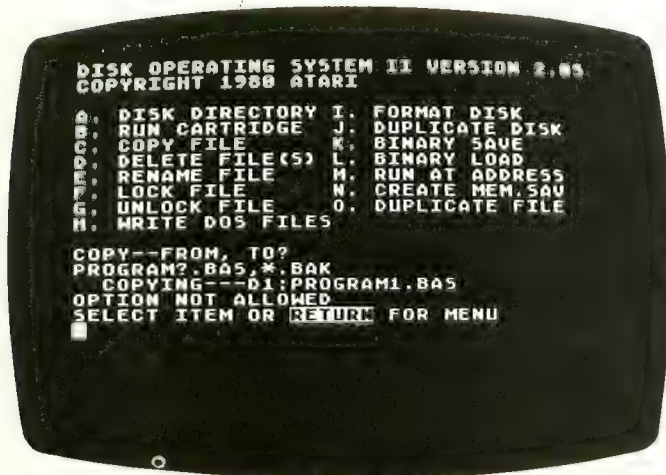 DISK OPERATING SYSTEM II VERSION 2.0S
COPYRIGHT 1980 ATARI
A. DISK DIRECTORY I. FORMAT DISK
B. RUN CARTRIDGE J. DUPLICATE DISK
C. COPY FILE K. BINARY SAVE
D. DELETE FILE(S) L. BINARY LOAD
E. RENAME FILE M. RUN AT ADDRESS
F. LOCK FILE N. CREATE MEM.SAV
G. UNLOCK FILE O. DUPLICATE FILE
H. WRITE DOS FILES
COPY--FROM, TO?
PROGRAM?.BAS,*.BAK
COPYING---D1:PROGRAM1.BAS
OPTION NOT ALLOWED
SELECT ITEM OR RETURN FOR MENU